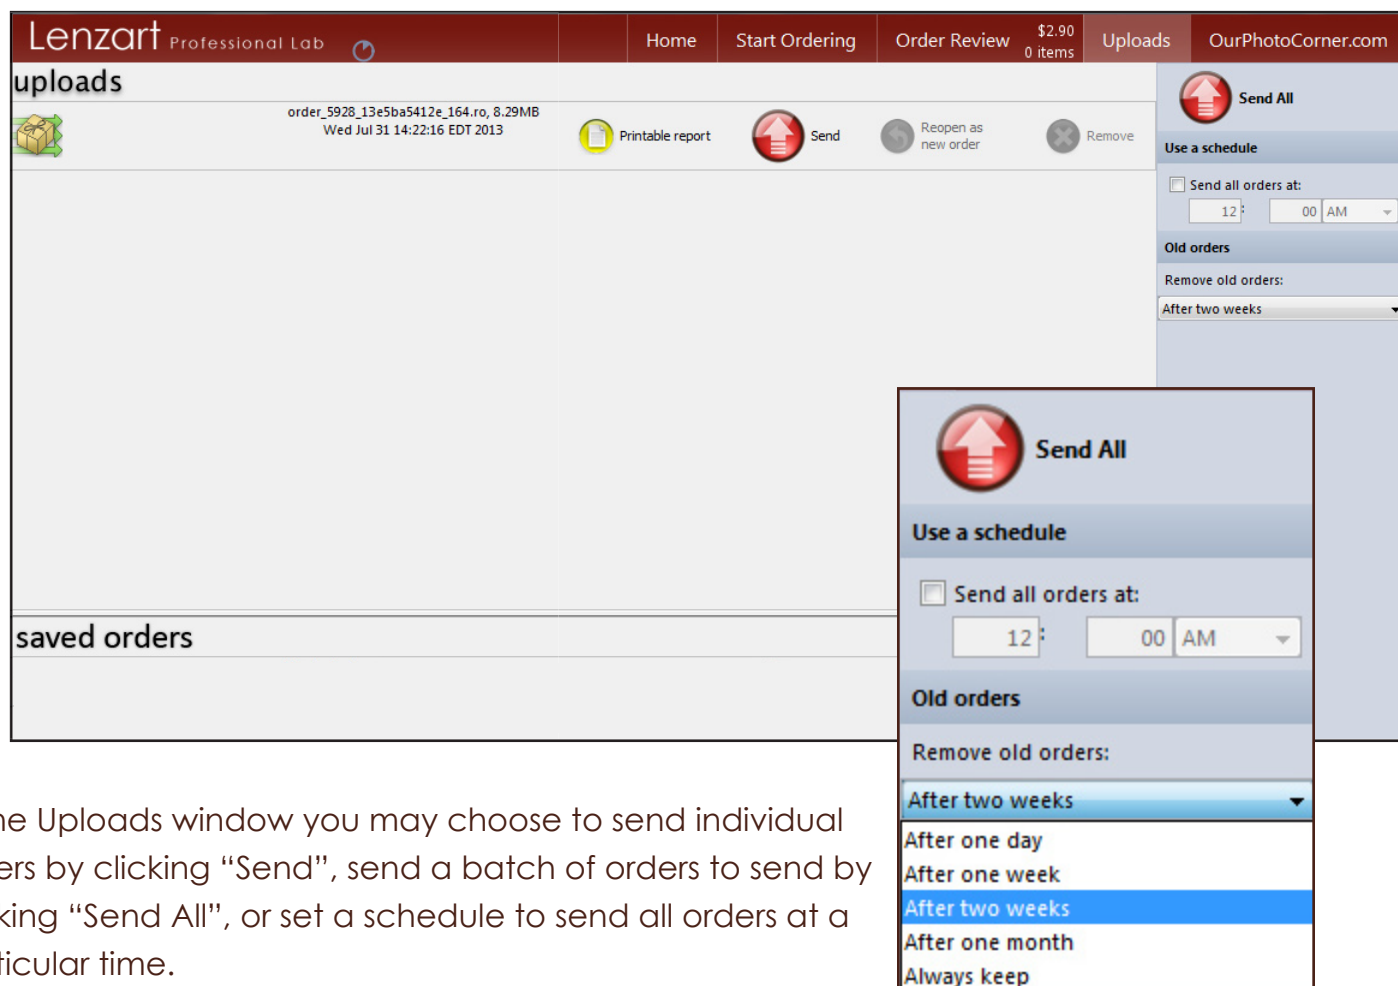 Lenzart Professional Lab
Home
Start Ordering
Order Review
$2.90
0 items
Uploads
OurPhotoCorner.com
uploads
order_5928_13e5ba5412e_164.ro, 8.29MB
Wed Jul 31 14:22:16 EDT 2013
Printable report
Send
Reopen as
new order
Remove
Send All
Use a schedule
Send all orders at:
12: 00 AM
Old orders
Remove old orders:
After two weeks
saved orders
Send All
Use a schedule
Send all orders at:
12: 00 AM
Old orders
Remove old orders:
After two weeks
After one day
After one week
After two weeks
After one month
Always keep
ne Uploads window you may choose to send individual
ers by clicking “Send”, send a batch of orders to send by
king “Send All”, or set a schedule to send all orders at a
ticular time.